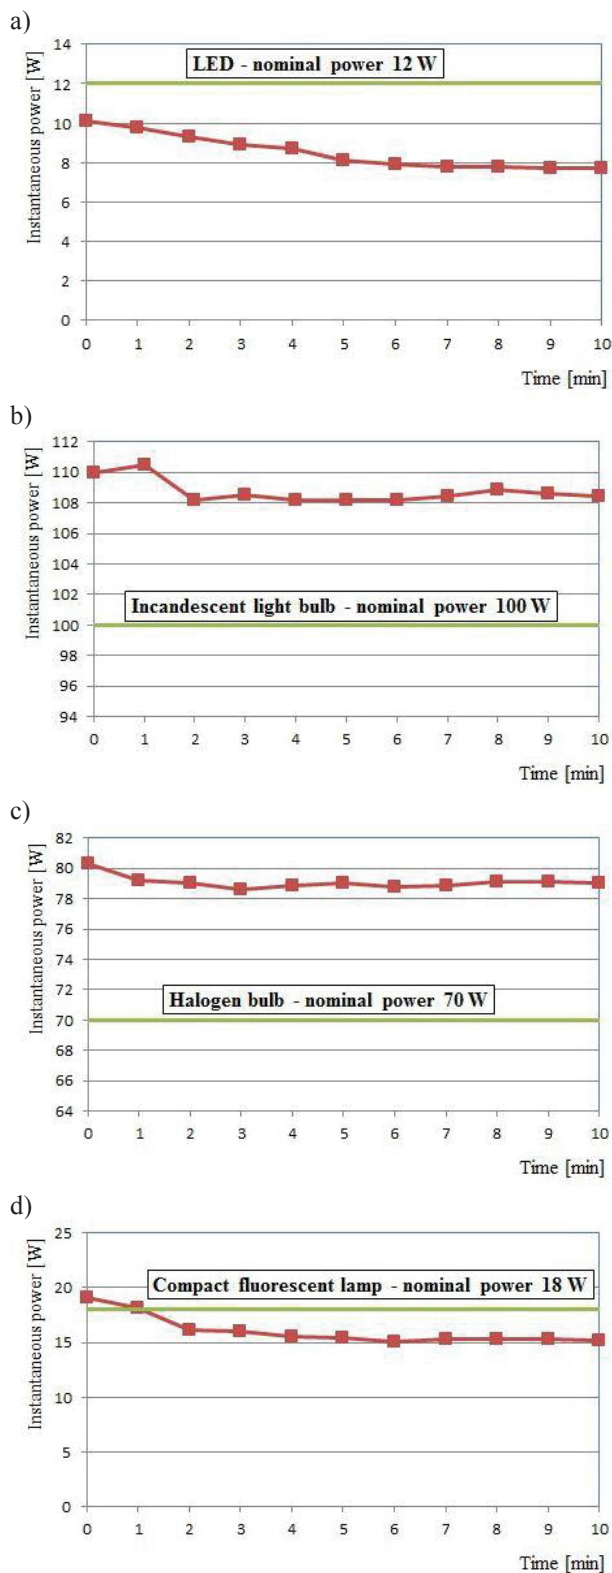 a)
Instantaneous power [W]
14
12
10
8
6
4
2
0
LED - nominal power 12 W
0 1 2 3 4 5 6 7 8 9 10
Time [min]
b)
Instantaneous power [W]
112
110
108
106
104
102
100
98
96
94
Incandescent light bulb - nominal power 100 W
0 1 2 3 4 5 6 7 8 9 10
Time [min]
c)
Instantaneous power [W]
82
80
78
76
74
72
70
68
66
64
Halogen bulb - nominal power 70 W
0 1 2 3 4 5 6 7 8 9 10
Time [min]
d)
Instantaneous power [W]
25
20
15
10
5
0
Compact fluorescent lamp - nominal power 18 W
0 1 2 3 4 5 6 7 8 9 10
Time [min]